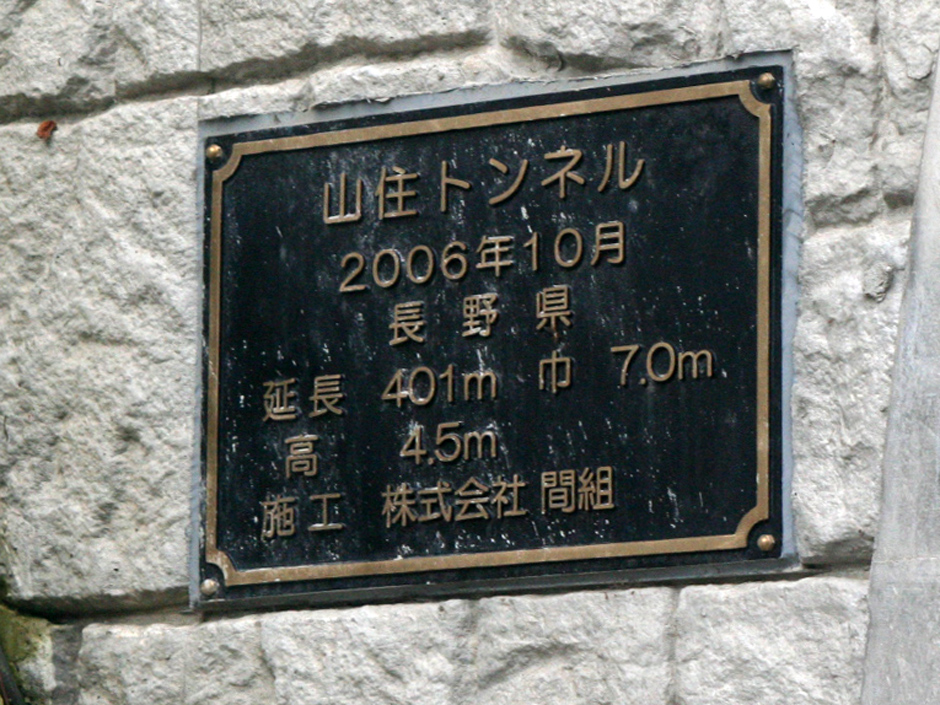 山住トンネル
2006年10月
長野県
延長 401m 巾 7.0m
高 4.5m
施工 株式会社 間組